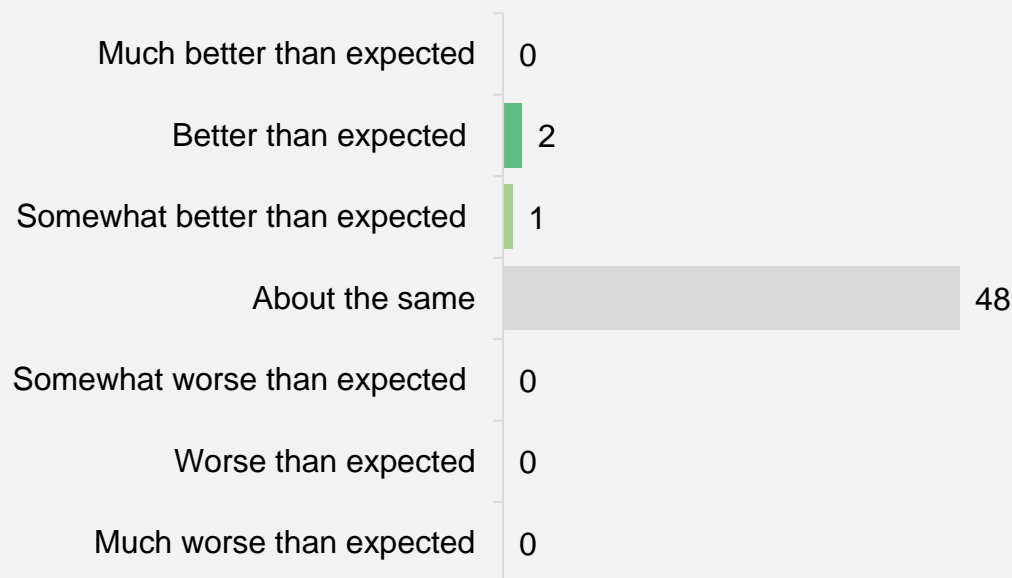 Much better than expected 0
Better than expected 2
Somewhat better than expected 1
About the same 48
Somewhat worse than expected 0
Worse than expected 0
Much worse than expected 0